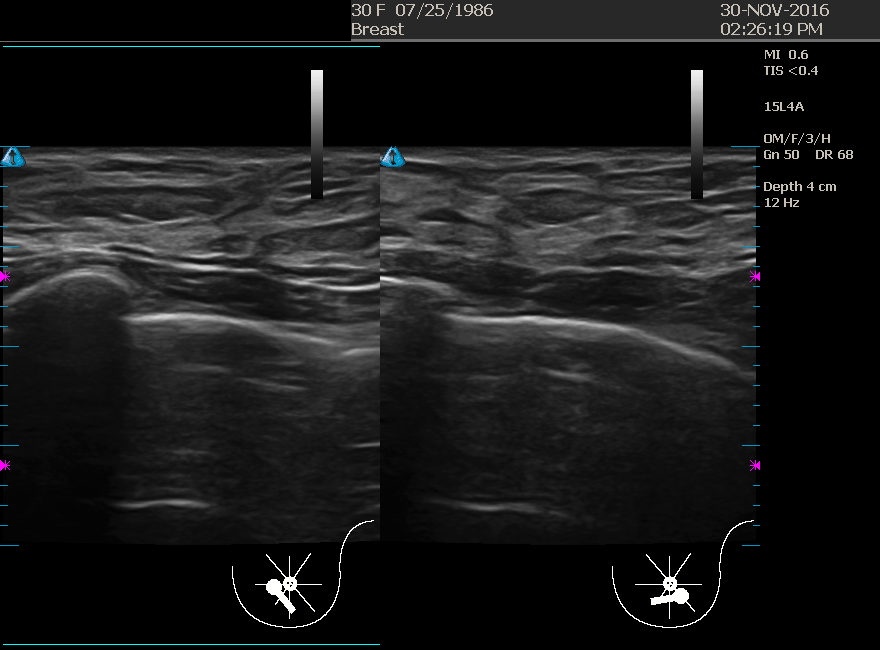 30 F 07/25/1986
Breast
30-NOV-2016
02:26:19 PM
MI 0.6
TIS <0.4
15L4A
OM/F/3/H
Gn 50 DR 68
Depth 4 cm
12 Hz